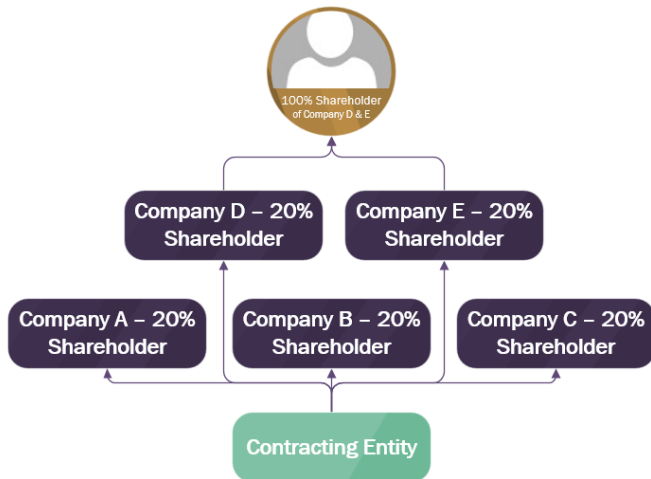 100% Shareholder
of Company D & E
Company D – 20%
Shareholder
Company E – 20%
Shareholder
Company A – 20%
Shareholder
Company B – 20%
Shareholder
Company C – 20%
Shareholder
Contracting Entity